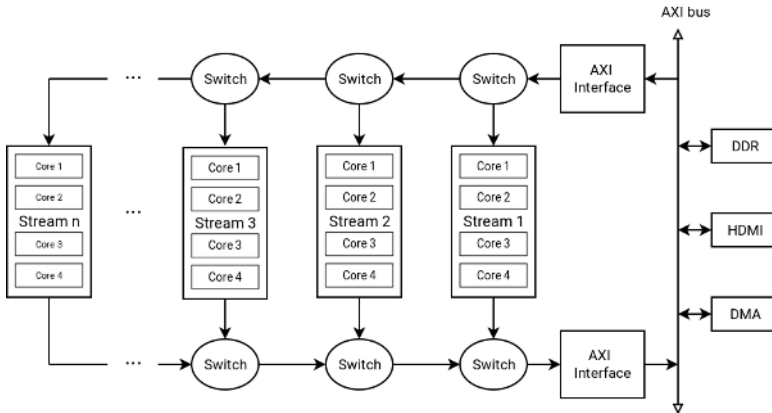 AXI bus
... Switch Switch Switch AXI
Interface
Core 1 Core 1 Core 1 Core 1
DDR
Core 2 Core 2 Core 2 Core 2
Stream n ... Stream 3 Stream 2 Stream 1
HDMI
Core 3 Core 3 Core 3 Core 3
Core 4 Core 4 Core 4 Core 4
DMA
... Switch Switch Switch AXI
Interface